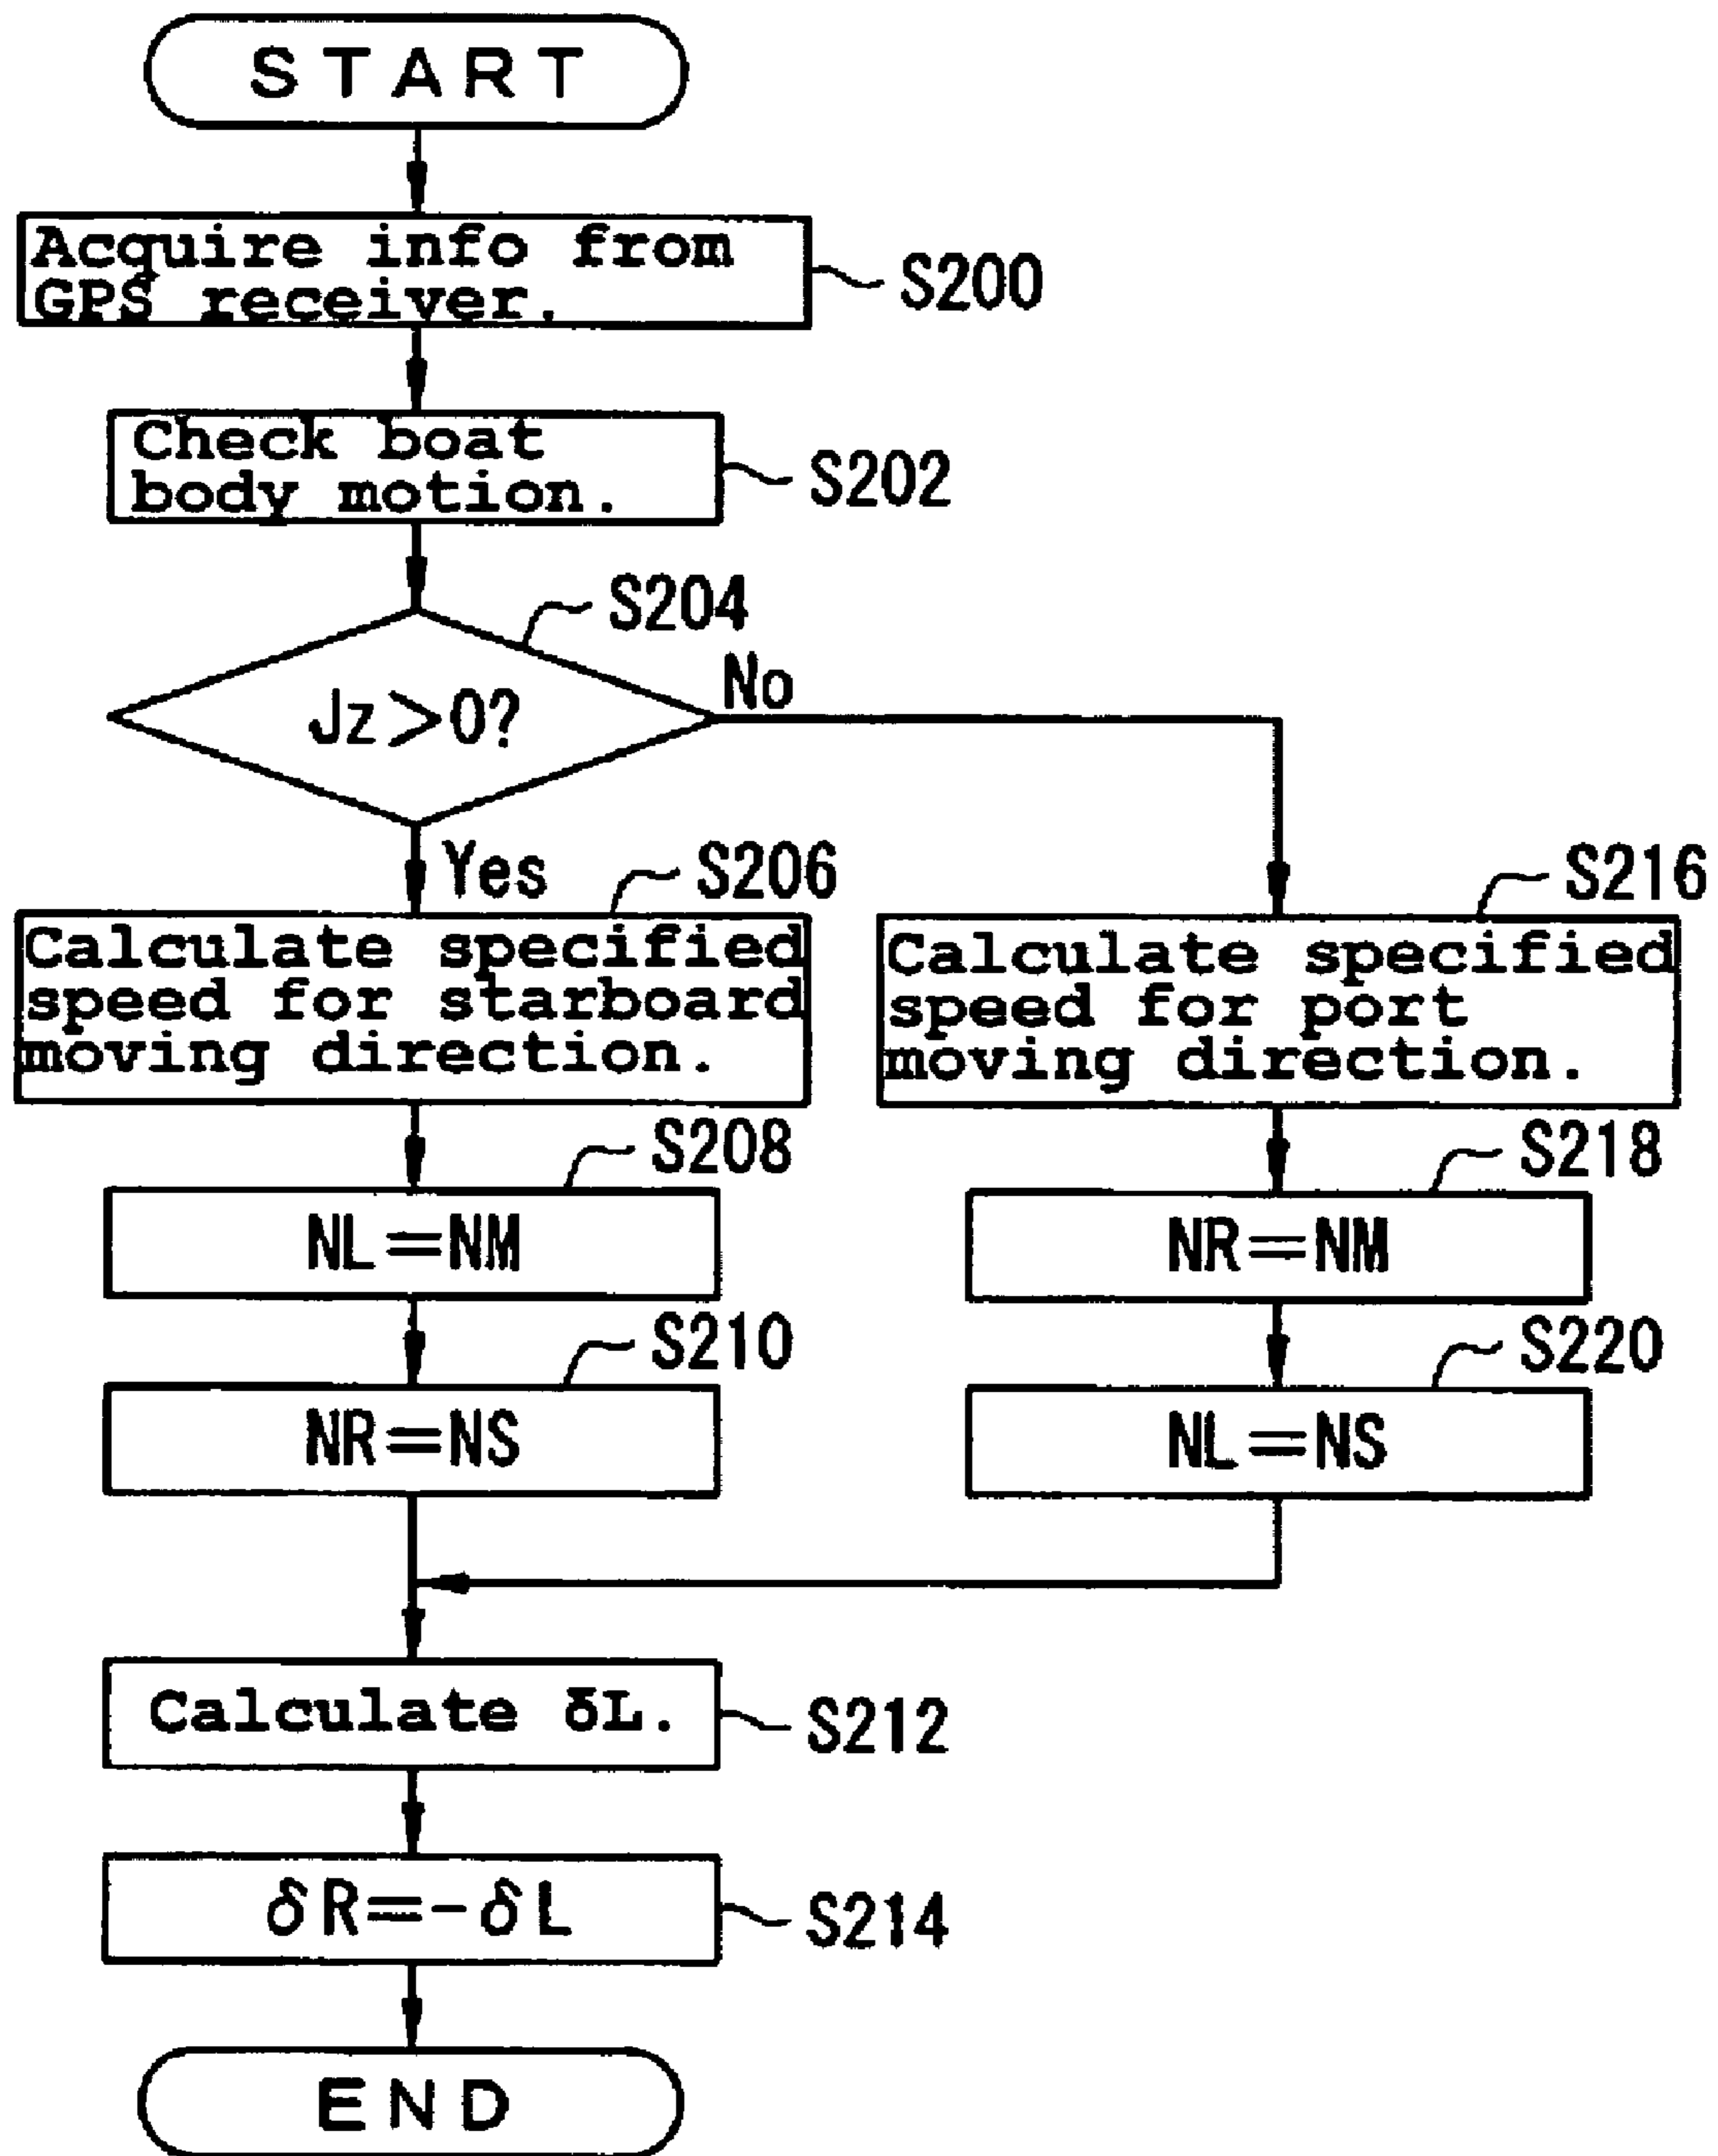 START
Acquire info from
GPS receiver.
S200
Check boat
body motion.
S202
S204
Jz>0?
No
Yes
S206
Calculate specified
speed for starboard
moving direction.
S216
Calculate specified
speed for port
moving direction.
S208
NL=NM
S218
NR=NM
S210
NR=NS
S220
NL=NS
Calculate δL.
S212
δR=-δL
S214
END